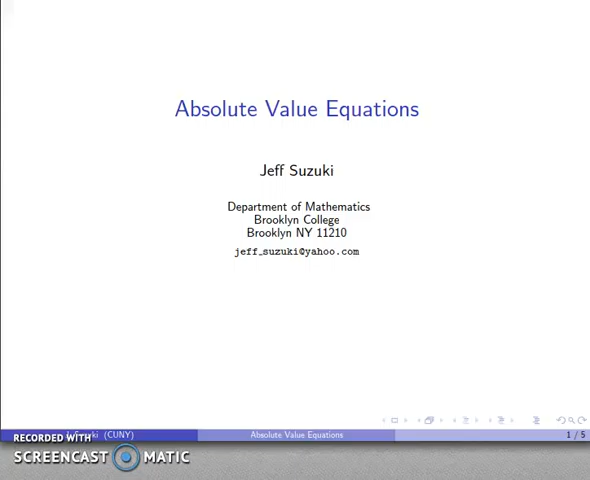 Absolute Value Equations
Jeff Suzuki
Department of Mathematics
Brooklyn College
Brooklyn NY 11210
jeff_suzuki@yahoo.com
(CUNY)
Absolute Value Equations
1 / 5
RECORDED WITH
SCREENCAST MATIC